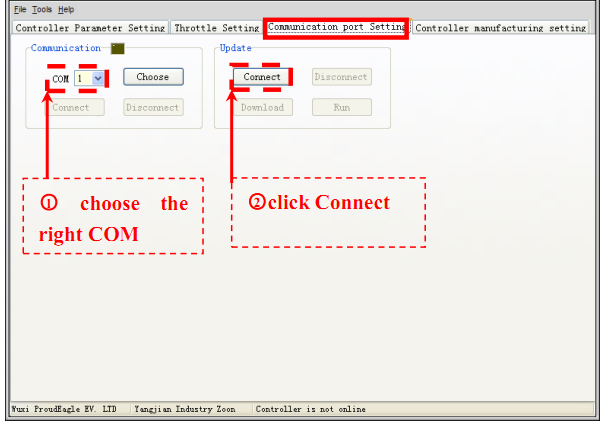 File Tools Help
Controller Parameter Setting Throttle Setting Communication port Setting Controller manufacturing setting
Communication Update
COM 1 Choose Connect Disconnect
Connect Disconnect Download Run
① choose the
right COM
②click Connect
Wuxi ProudEagle EV. LTD Yangjian Industry Zoon Controller is not online